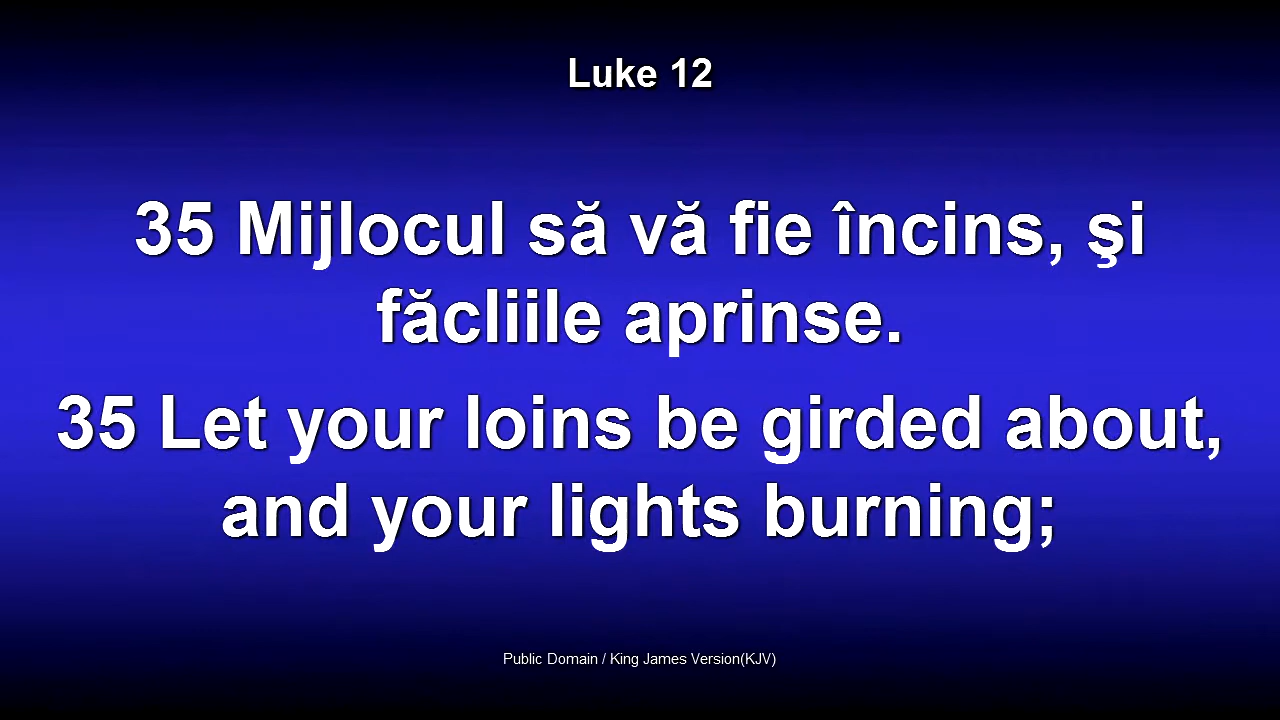 Luke 12
35 Mijlocul să vă fie încins, şi
făcliile aprinse.
35 Let your loins be girded about,
and your lights burning;
Public Domain / King James Version(KJV)